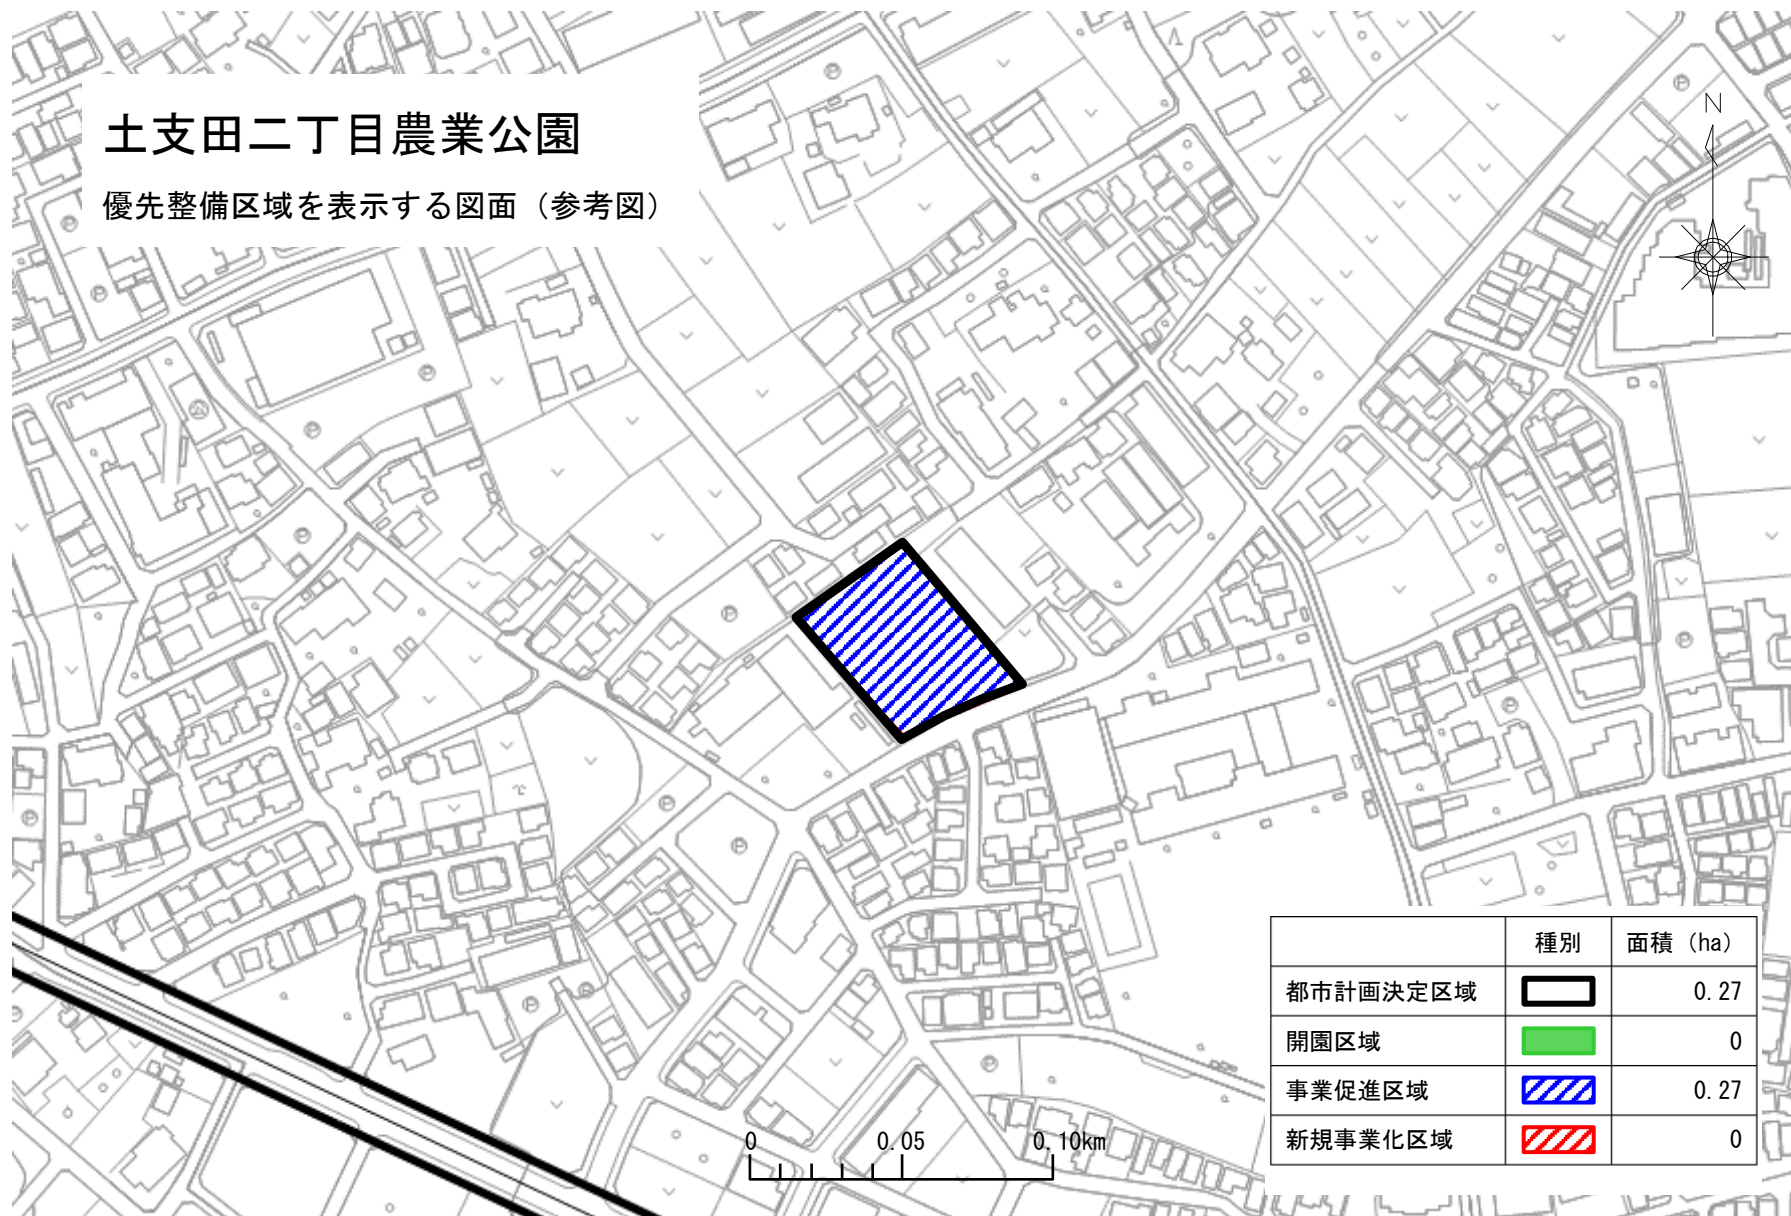 土支田二丁目農業公園
優先整備区域を表示する図面（参考図）
N
種別 面積（ha）
都市計画決定区域 0.27
開園区域 0
事業促進区域 0.27
新規事業化区域 0
0 0.05 0.10km